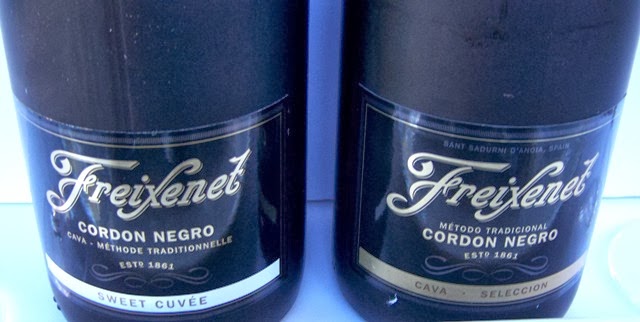 Freixenet
CORDON NEGRO
CAVA - MÉTHODE TRADITIONNELLE
ESTD 1861
SWEET CUVÉE
SANT SADURNI D'ANOIA, SPAIN
Freixenet
MÉTODO TRADICIONAL
CORDON NEGRO
ESTD 1861
CAVA - SELECCION